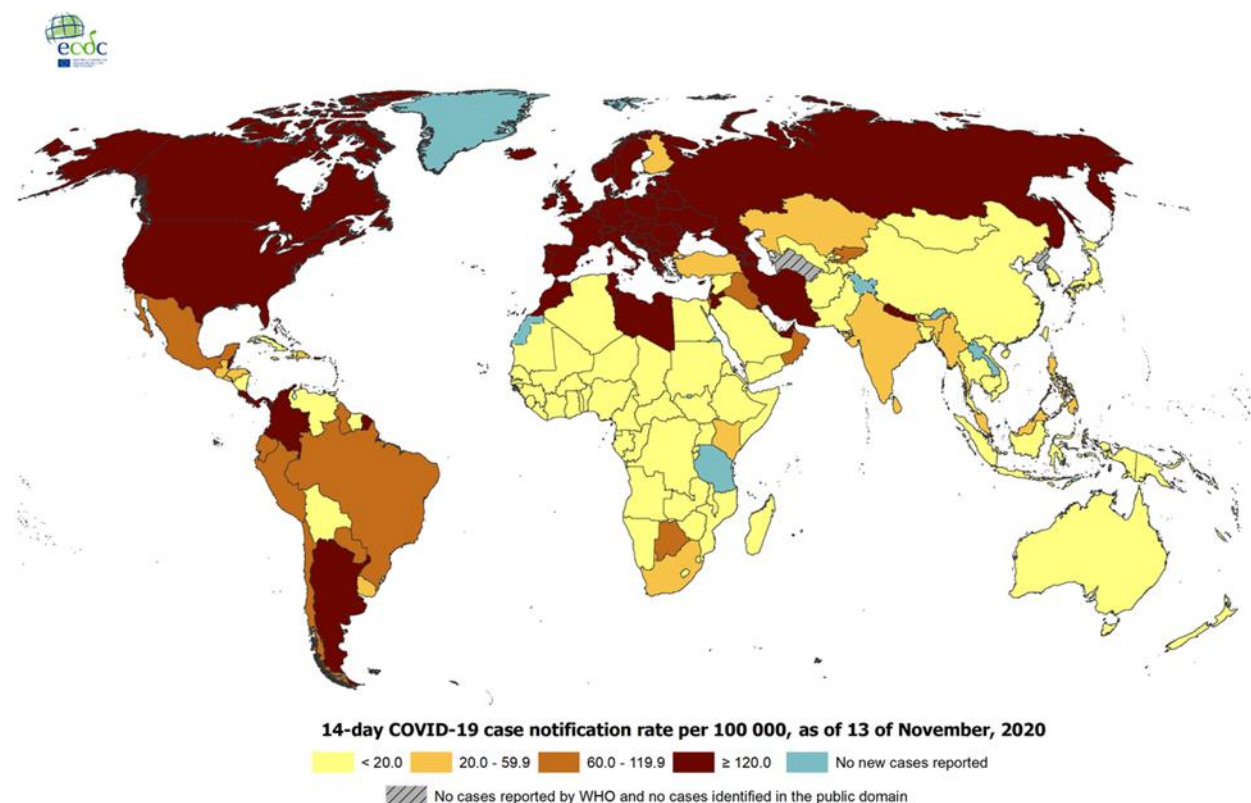 ecdc
14-day COVID-19 case notification rate per 100 000, as of 13 of November, 2020
< 20.0 20.0 - 59.9 60.0 - 119.9 ≥ 120.0 No new cases reported
No cases reported by WHO and no cases identified in the public domain